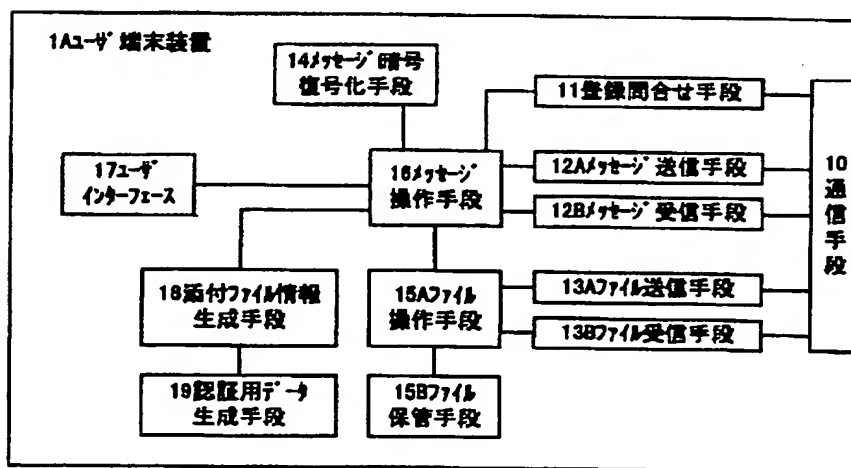 1Aユーザ端末装置
14メッセージ暗号
復号化手段
11登録問合せ手段
17ユーザ
インターフェース
16メッセージ
操作手段
12Aメッセージ送信手段
12Bメッセージ受信手段
10
通
信
手
段
18添付ファイル情報
生成手段
15Aファイル
操作手段
13Aファイル送信手段
13Bファイル受信手段
19認証用データ
生成手段
15Bファイル
保管手段